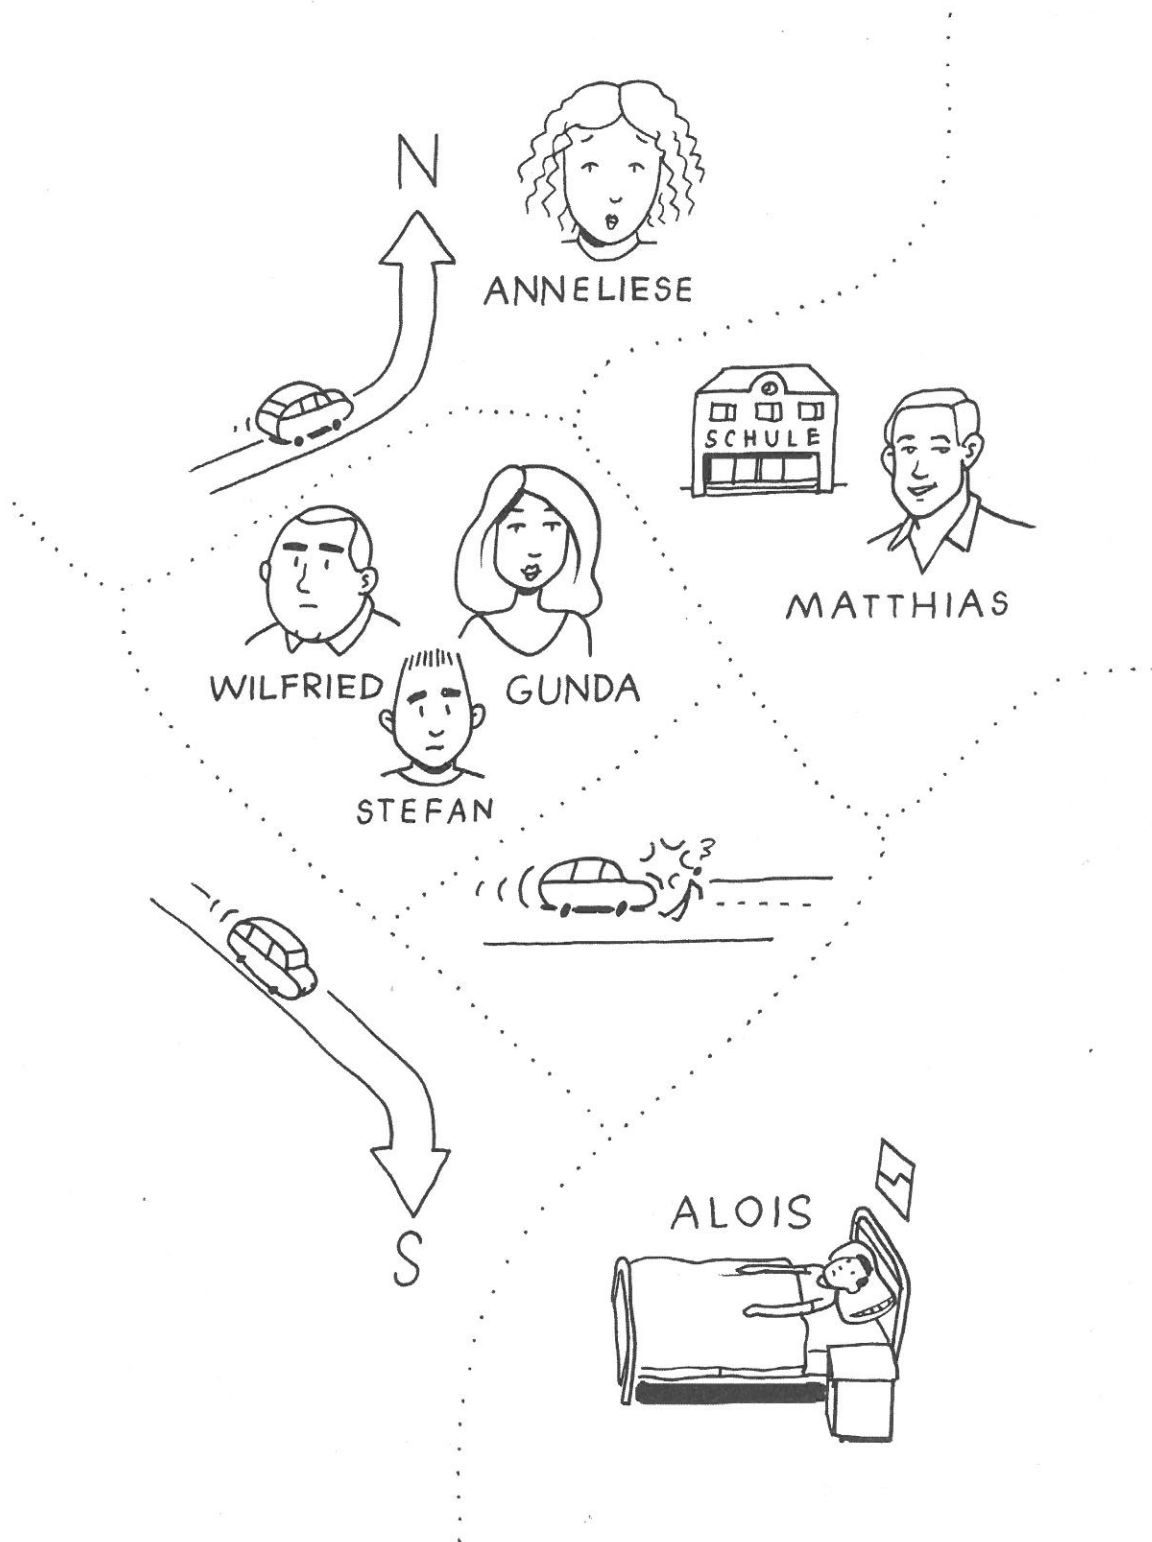 N
ANNELIESE
SCHULE
MATTHIAS
WILFRIED
GUNDA
STEFAN
ALOIS
S